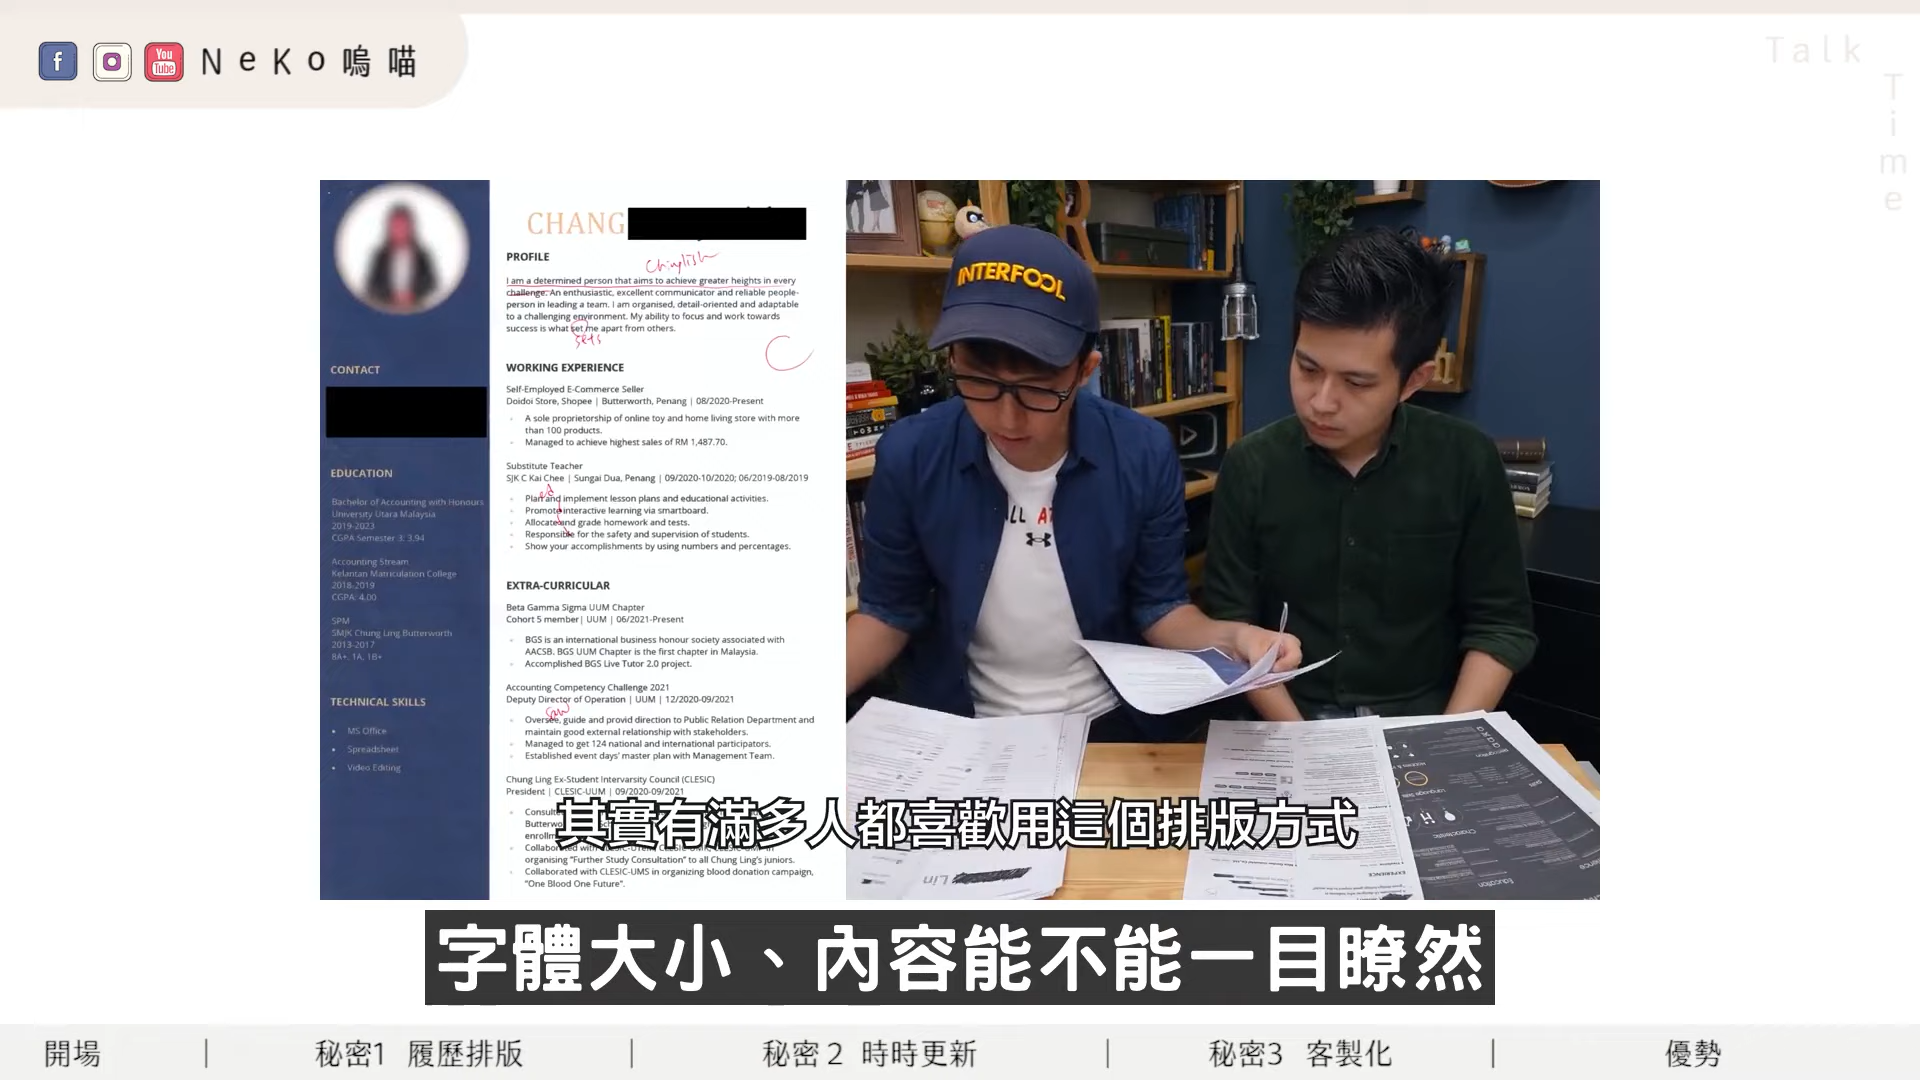 NeKo嗚喵
Talk
Time
CHANG
PROFILE
Chinglish
I am a determined person that aims to achieve greater heights in every
challenge. An enthusiastic, excellent communicator and reliable people-
person in leading a team. I am organised, detail-oriented and adaptable
to a challenging environment. My ability to focus and work towards
success is what set me apart from others.
sets
WORKING EXPERIENCE
Self-Employed E-Commerce Seller
Doidoi Store, Shopee | Butterworth, Penang | 08/2020-Present
A sole proprietorship of online toy and home living store with more
than 100 products.
Managed to achieve highest sales of RM 1,487.70.
Substitute Teacher
SJK C Kai Chee | Sungai Dua, Penang | 09/2020-10/2020; 06/2019-08/2019
ed
Plan and implement lesson plans and educational activities.
Promote interactive learning via smartboard.
Allocate and grade homework and tests.
Responsible for the safety and supervision of students.
Show your accomplishments by using numbers and percentages.
EXTRA-CURRICULAR
Beta Gamma Sigma UUM Chapter
Cohort 5 member| UUM | 06/2021-Present
BGS is an international business honour society associated with
AACSB. BGS UUM Chapter is the first chapter in Malaysia.
Accomplished BGS Live Tutor 2.0 project.
Accounting Competency Challenge 2021
Deputy Director of Operation | UUM | 12/2020-09/2021
saw
Oversee, guide and provid direction to Public Relation Department and
maintain good external relationship with stakeholders.
Managed to get 124 national and international participators.
Established event days' master plan with Management Team.
Chung Ling Ex-Student Intervarsity Council (CLESIC)
President | CLESIC-UUM | 09/2020-09/2021
organising "Further Study Consultation" to all Chung Ling's juniors.
Collaborated with CLESIC-UMS in organizing blood donation campaign,
"One Blood One Future".
CONTACT
EDUCATION
Bachelor of Accounting with Honours
University Utara Malaysia
2019-2023
CGPA Semester 3: 3.94
Accounting Stream
Kelantan Matriculation College
2018-2019
CGPA: 4.00
SPM
SMJK Chung Ling Butterworth
2013-2017
8A+, 1A, 1B+
TECHNICAL SKILLS
MS Office
Spreadsheet
Video Editing
INTERFOOL
Lin
其實有滿多人都喜歡用這個排版方式
字體大小、內容能不能一目瞭然
開場 | 秘密1 履歷排版 | 秘密2 時時更新 | 秘密3 客製化 | 優勢